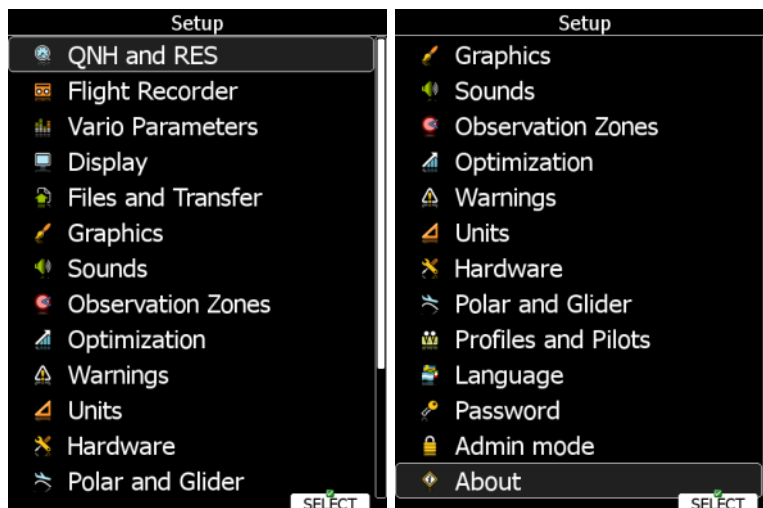 Setup
QNH and RES
Flight Recorder
Vario Parameters
Display
Files and Transfer
Graphics
Sounds
Observation Zones
Optimization
Warnings
Units
Hardware
Polar and Glider
SELECT
Setup
Graphics
Sounds
Observation Zones
Optimization
Warnings
Units
Hardware
Polar and Glider
Profiles and Pilots
Language
Password
Admin mode
About
SELECT